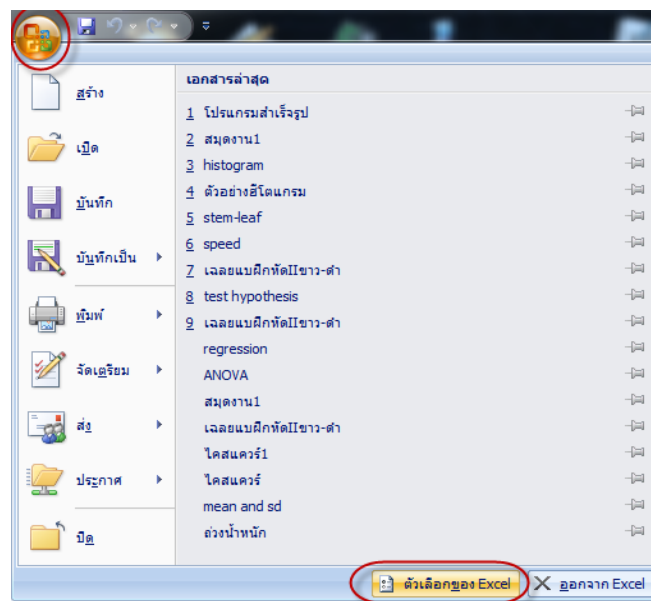 สร้าง
เปิด
บันทึก
บันทึกเป็น
พิมพ์
จัดเตรียม
ส่ง
ประกาศ
ปิด
เอกสารล่าสุด
1 โปรแกรมสำเร็จรูป
2 สมุดงาน1
3 histogram
4 ตัวอย่างฮีโตแกรม
5 stem-leaf
6 speed
7 เฉลยแบบฝึกหัดIIขาว-ดำ
8 test hypothesis
9 เฉลยแบบฝึกหัดIIขาว-ดำ
regression
ANOVA
สมุดงาน1
เฉลยแบบฝึกหัดIIขาว-ดำ
ไคสแควร์1
ไคสแควร์
mean and sd
ถ่วงน้ำหนัก
ตัวเลือกของ Excel
ออกจาก Excel